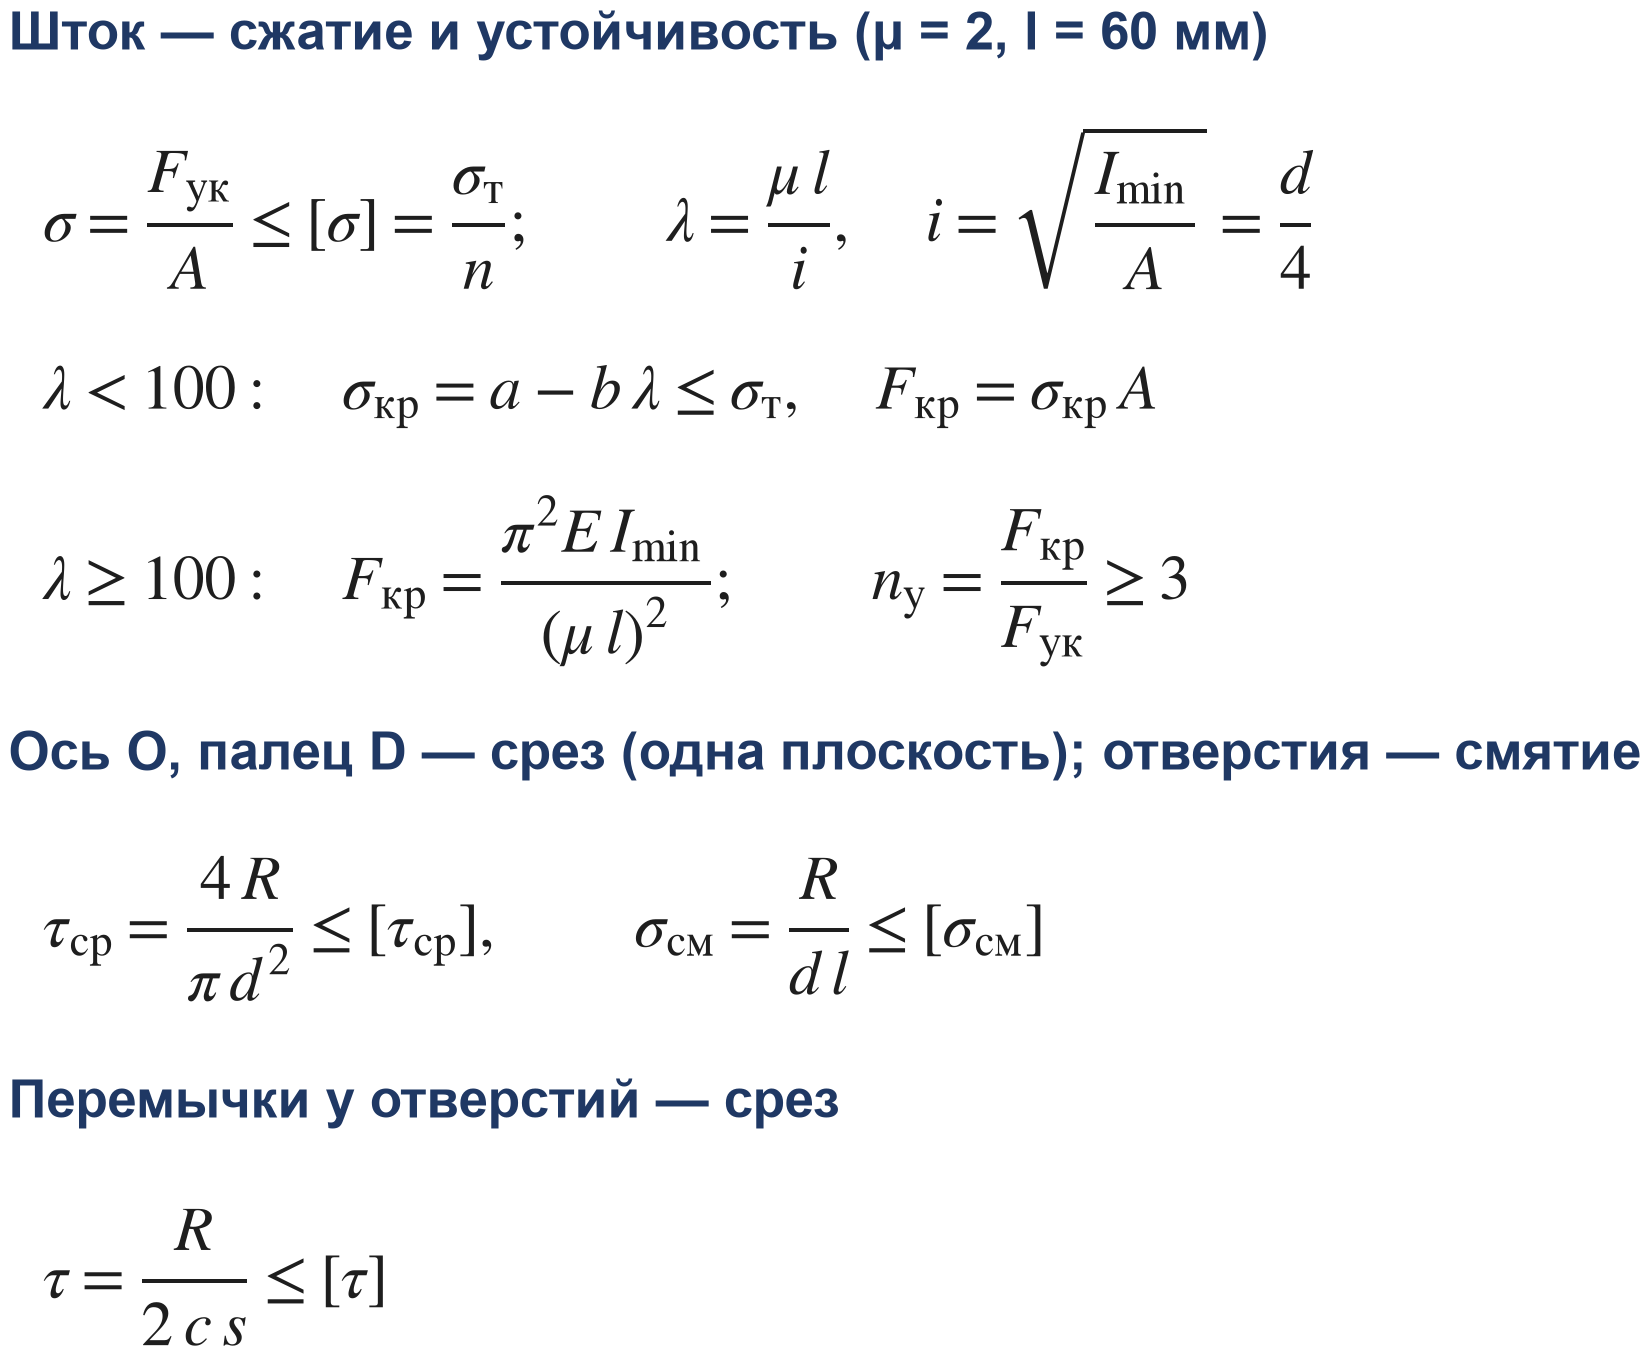 Шток — сжатие и устойчивость (μ = 2, l = 60 мм)
σ = F_ук / A ≤ [σ] = σ_т / n;    λ = μ l / i,    i = √(I_min / A) = d / 4
λ < 100 :    σ_кр = a − b λ ≤ σ_т,    F_кр = σ_кр A
λ ≥ 100 :    F_кр = π² E I_min / (μ l)²;    n_у = F_кр / F_ук ≥ 3
Ось O, палец D — срез (одна плоскость); отверстия — смятие
τ_ср = 4 R / π d² ≤ [τ_ср],    σ_см = R / d l ≤ [σ_см]
Перемычки у отверстий — срез
τ = R / 2 c s ≤ [τ]